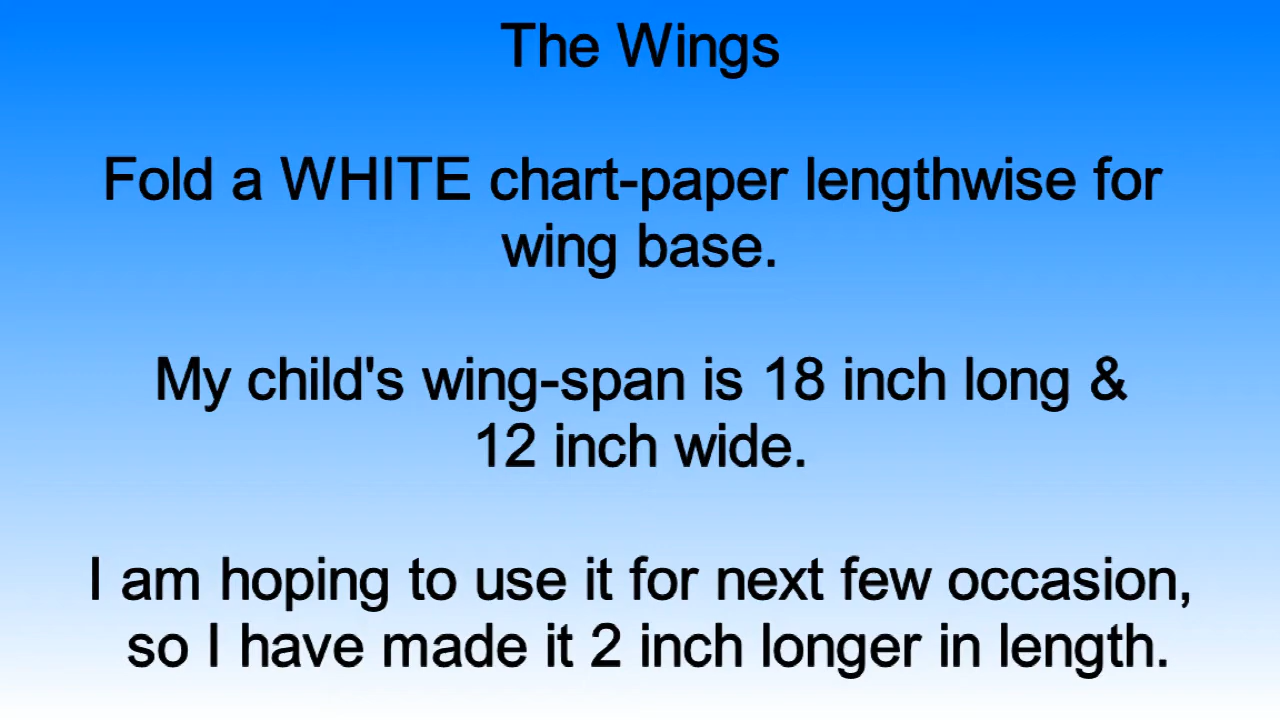 The Wings
Fold a WHITE chart-paper lengthwise for
wing base.
My child's wing-span is 18 inch long &
12 inch wide.
I am hoping to use it for next few occasion,
so I have made it 2 inch longer in length.